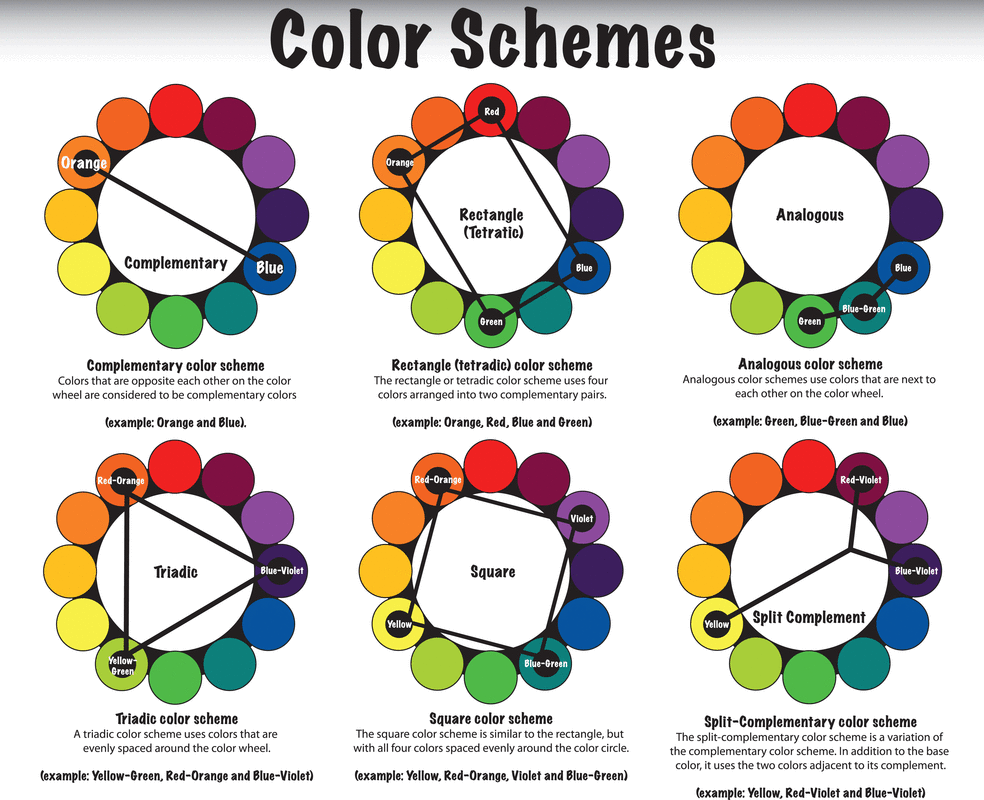 Color Schemes
Orange
Complementary
Blue
Complementary color scheme
Colors that are opposite each other on the color
wheel are considered to be complementary colors
(example: Orange and Blue).
Red
Orange
Rectangle
(Tetratic)
Blue
Green
Rectangle (tetradic) color scheme
The rectangle or tetradic color scheme uses four
colors arranged into two complementary pairs.
(example: Orange, Red, Blue and Green)
Analogous
Blue
Blue-Green
Green
Analogous color scheme
Analogous color schemes use colors that are next to
each other on the color wheel.
(example: Green, Blue-Green and Blue)
Red-Orange
Triadic
Blue-Violet
Yellow-
Green
Triadic color scheme
A triadic color scheme uses colors that are
evenly spaced around the color wheel.
(example: Yellow-Green, Red-Orange and Blue-Violet)
Red-Orange
Violet
Square
Yellow
Blue-Green
Square color scheme
The square color scheme is similar to the rectangle, but
with all four colors spaced evenly around the color circle.
(example: Yellow, Red-Orange, Violet and Blue-Green)
Red-Violet
Blue-Violet
Yellow
Split Complement
Split-Complementary color scheme
The split-complementary color scheme is a variation of
the complementary color scheme. In addition to the base
color, it uses the two colors adjacent to its complement.
(example: Yellow, Red-Violet and Blue-Violet)